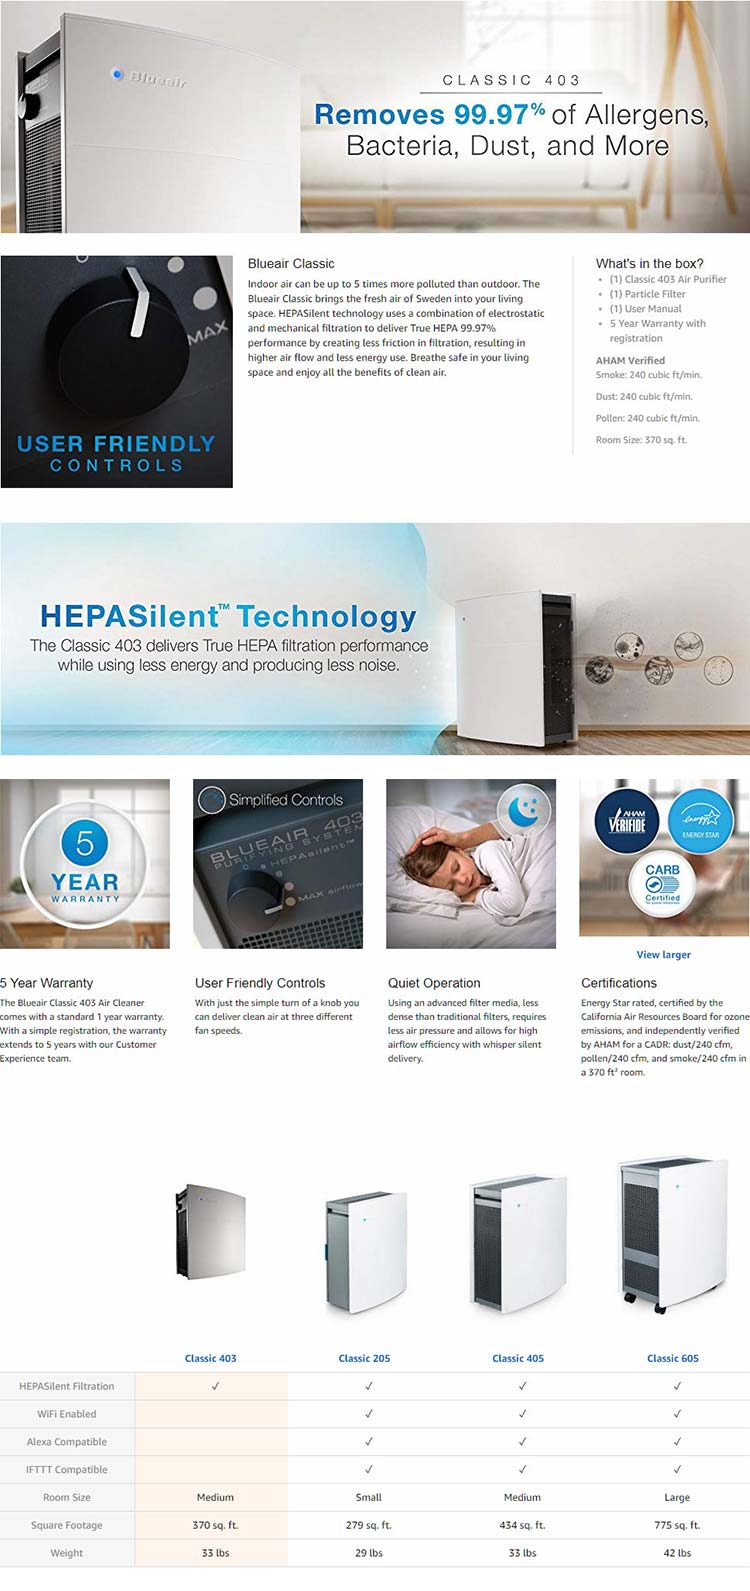 Blueair
CLASSIC 403
Removes 99.97% of Allergens,
Bacteria, Dust, and More
MAX
USER FRIENDLY
CONTROLS
Blueair Classic
Indoor air can be up to 5 times more polluted than outdoor. The
Blueair Classic brings the fresh air of Sweden into your living
space. HEPASilent technology uses a combination of electrostatic
and mechanical filtration to deliver True HEPA 99.97%
performance by creating less friction in filtration, resulting in
higher air flow and less energy use. Breathe safe in your living
space and enjoy all the benefits of clean air.
What's in the box?
• (1) Classic 403 Air Purifier
• (1) Particle Filter
• (1) User Manual
• 5 Year Warranty with
registration
AHAM Verified
Smoke: 240 cubic ft/min.
Dust: 240 cubic ft/min.
Pollen: 240 cubic ft/min.
Room Size: 370 sq. ft.
HEPASilent™ Technology
The Classic 403 delivers True HEPA filtration performance
while using less energy and producing less noise.
5
YEAR
WARRANTY
Simplified Controls
BLUEAIR 403
PURIFYING SYSTEM
HEPASilent™
MAX airflow
AHAM
VERIFIDE
energy
ENERGY STAR
CARB
Certified
for ozone emissions
View larger
5 Year Warranty
The Blueair Classic 403 Air Cleaner
comes with a standard 1 year warranty.
With a simple registration, the warranty
extends to 5 years with our Customer
Experience team.
User Friendly Controls
With just the simple turn of a knob you
can deliver clean air at three different
fan speeds.
Quiet Operation
Using an advanced filter media, less
dense than traditional filters, requires
less air pressure and allows for high
airflow efficiency with whisper silent
delivery.
Certifications
Energy Star rated, certified by the
California Air Resources Board for ozone
emissions, and independently verified
by AHAM for a CADR: dust/240 cfm,
pollen/240 cfm, and smoke/240 cfm in
a 370 ft² room.
Classic 403 Classic 205 Classic 405 Classic 605
HEPASilent Filtration ✓ ✓ ✓ ✓
WiFi Enabled ✓ ✓ ✓
Alexa Compatible ✓ ✓ ✓
IFTTT Compatible ✓ ✓ ✓
Room Size Medium Small Medium Large
Square Footage 370 sq. ft. 279 sq. ft. 434 sq. ft. 775 sq. ft.
Weight 33 lbs 29 lbs 33 lbs 42 lbs